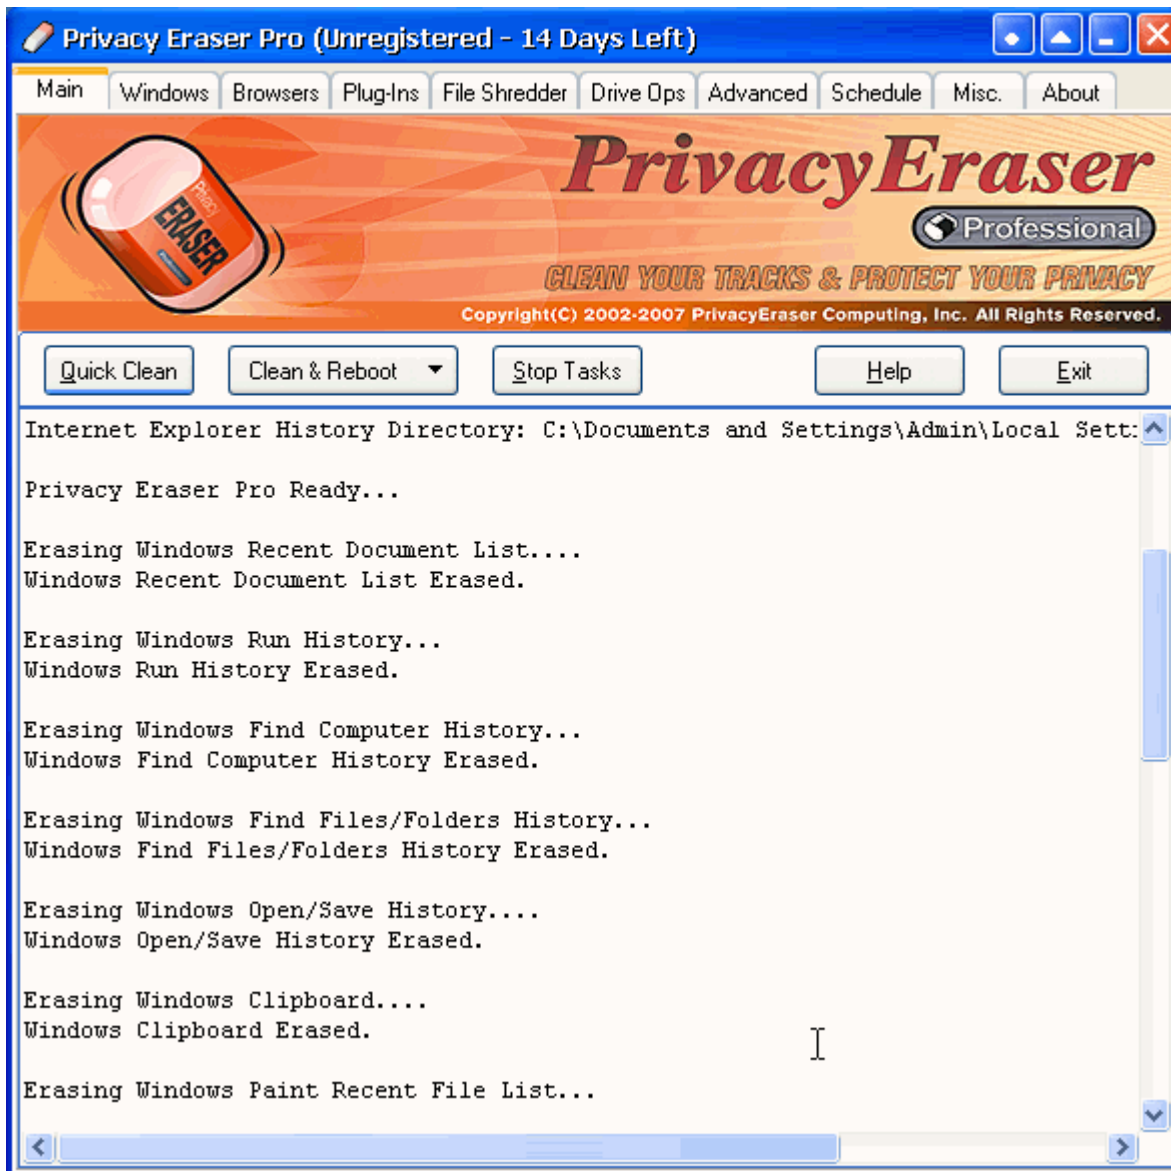 Privacy Eraser Pro (Unregistered - 14 Days Left)
Main Windows Browsers Plug-Ins File Shredder Drive Ops Advanced Schedule Misc. About
Privacy
ERASER
PrivacyEraser
Professional
CLEAN YOUR TRACKS & PROTECT YOUR PRIVACY
Copyright(C) 2002-2007 PrivacyEraser Computing, Inc. All Rights Reserved.
Quick Clean Clean & Reboot Stop Tasks Help Exit
Internet Explorer History Directory: C:\Documents and Settings\Admin\Local Setti
Privacy Eraser Pro Ready...
Erasing Windows Recent Document List....
Windows Recent Document List Erased.
Erasing Windows Run History...
Windows Run History Erased.
Erasing Windows Find Computer History...
Windows Find Computer History Erased.
Erasing Windows Find Files/Folders History...
Windows Find Files/Folders History Erased.
Erasing Windows Open/Save History....
Windows Open/Save History Erased.
Erasing Windows Clipboard....
Windows Clipboard Erased.
Erasing Windows Paint Recent File List...